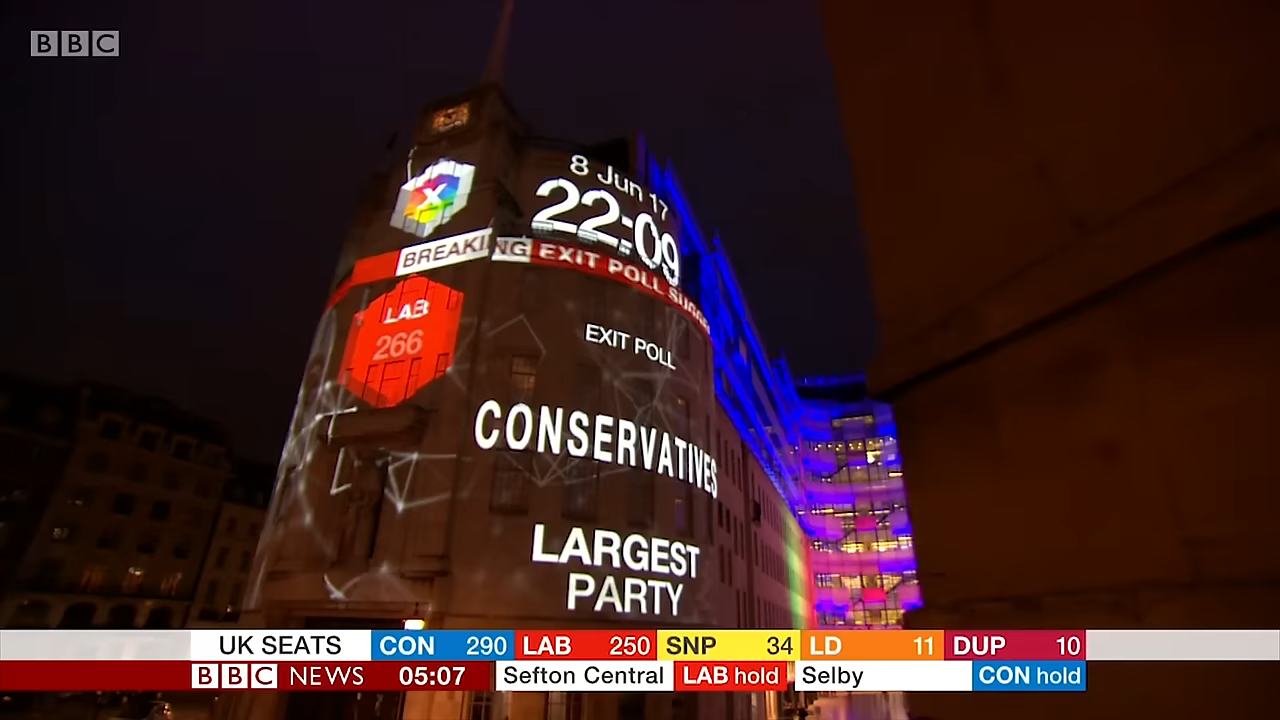 BBC
8 Jun 17
22:09
X
BREAKING EXIT POLL
LAB
266
EXIT POLL
CONSERVATIVES
LARGEST
PARTY
UK SEATS CON 290 LAB 250 SNP 34 LD 11 DUP 10
BBC NEWS 05:07 Sefton Central LAB hold Selby CON hold